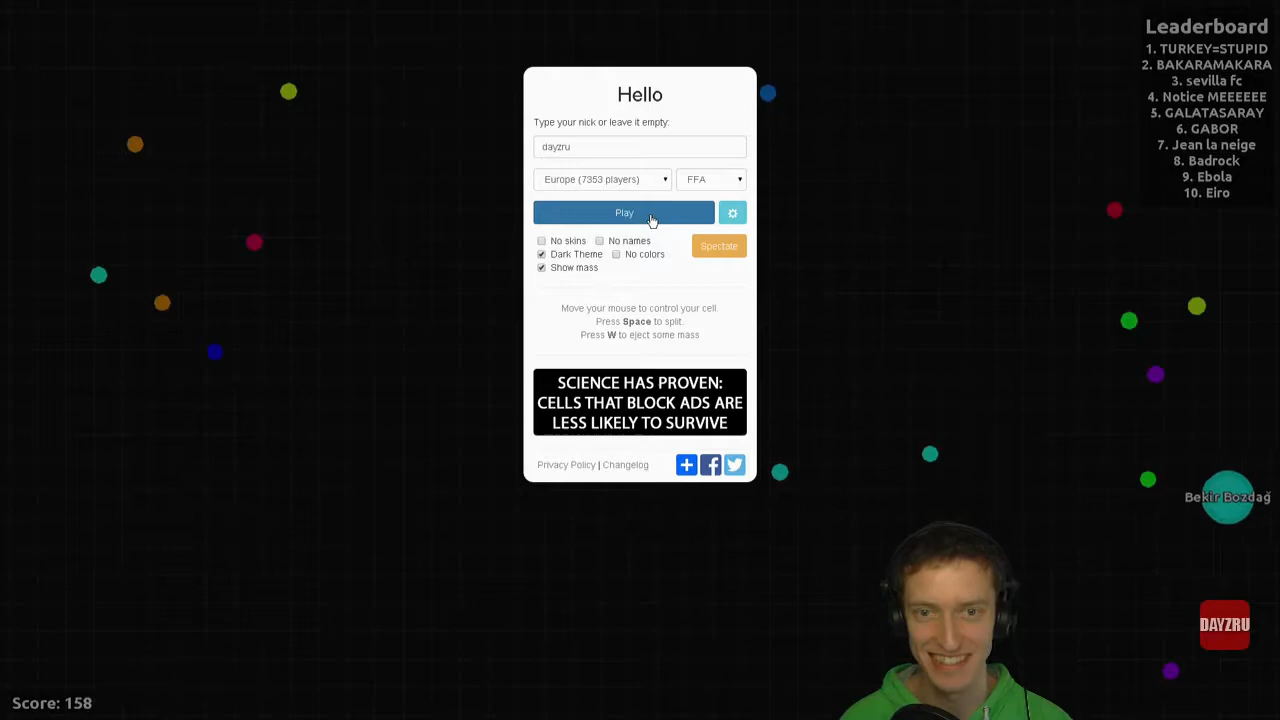 Hello
Type your nick or leave it empty:
dayzru
Europe (7353 players)
FFA
Play
No skins
No names
Spectate
Dark Theme
No colors
Show mass
Move your mouse to control your cell.
Press Space to split.
Press W to eject some mass
SCIENCE HAS PROVEN:
CELLS THAT BLOCK ADS ARE
LESS LIKELY TO SURVIVE
Privacy Policy | Changelog
Leaderboard
1. TURKEY=STUPID
2. BAKARAMAKARA
3. sevilla fc
4. Notice MEEEEEE
5. GALATASARAY
6. GABOR
7. Jean la neige
8. Badrock
9. Ebola
10. Eiro
Bekir Bozdağ
DAYZRU
Score: 158